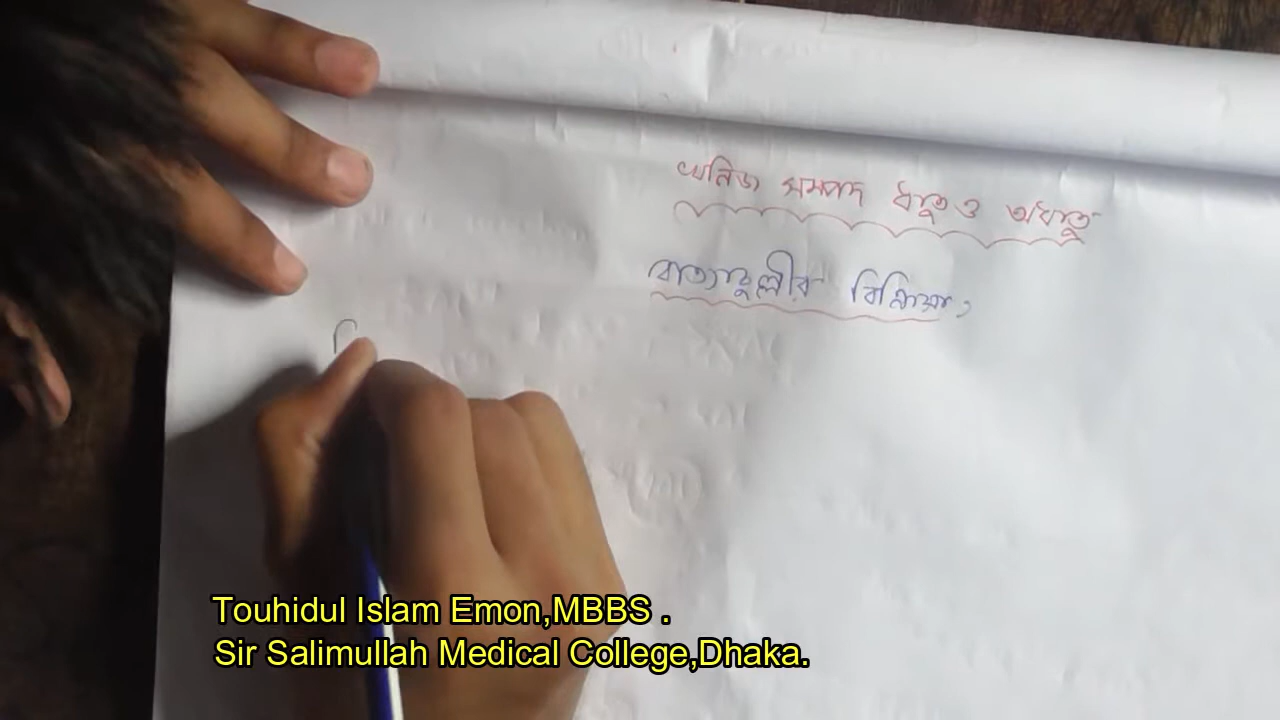 খনিজ সম্পদ ধাতু ও অধাতু
বাত্যাচুল্লীর বিক্রিয়া,
Touhidul Islam Emon,MBBS .
Sir Salimullah Medical College,Dhaka.